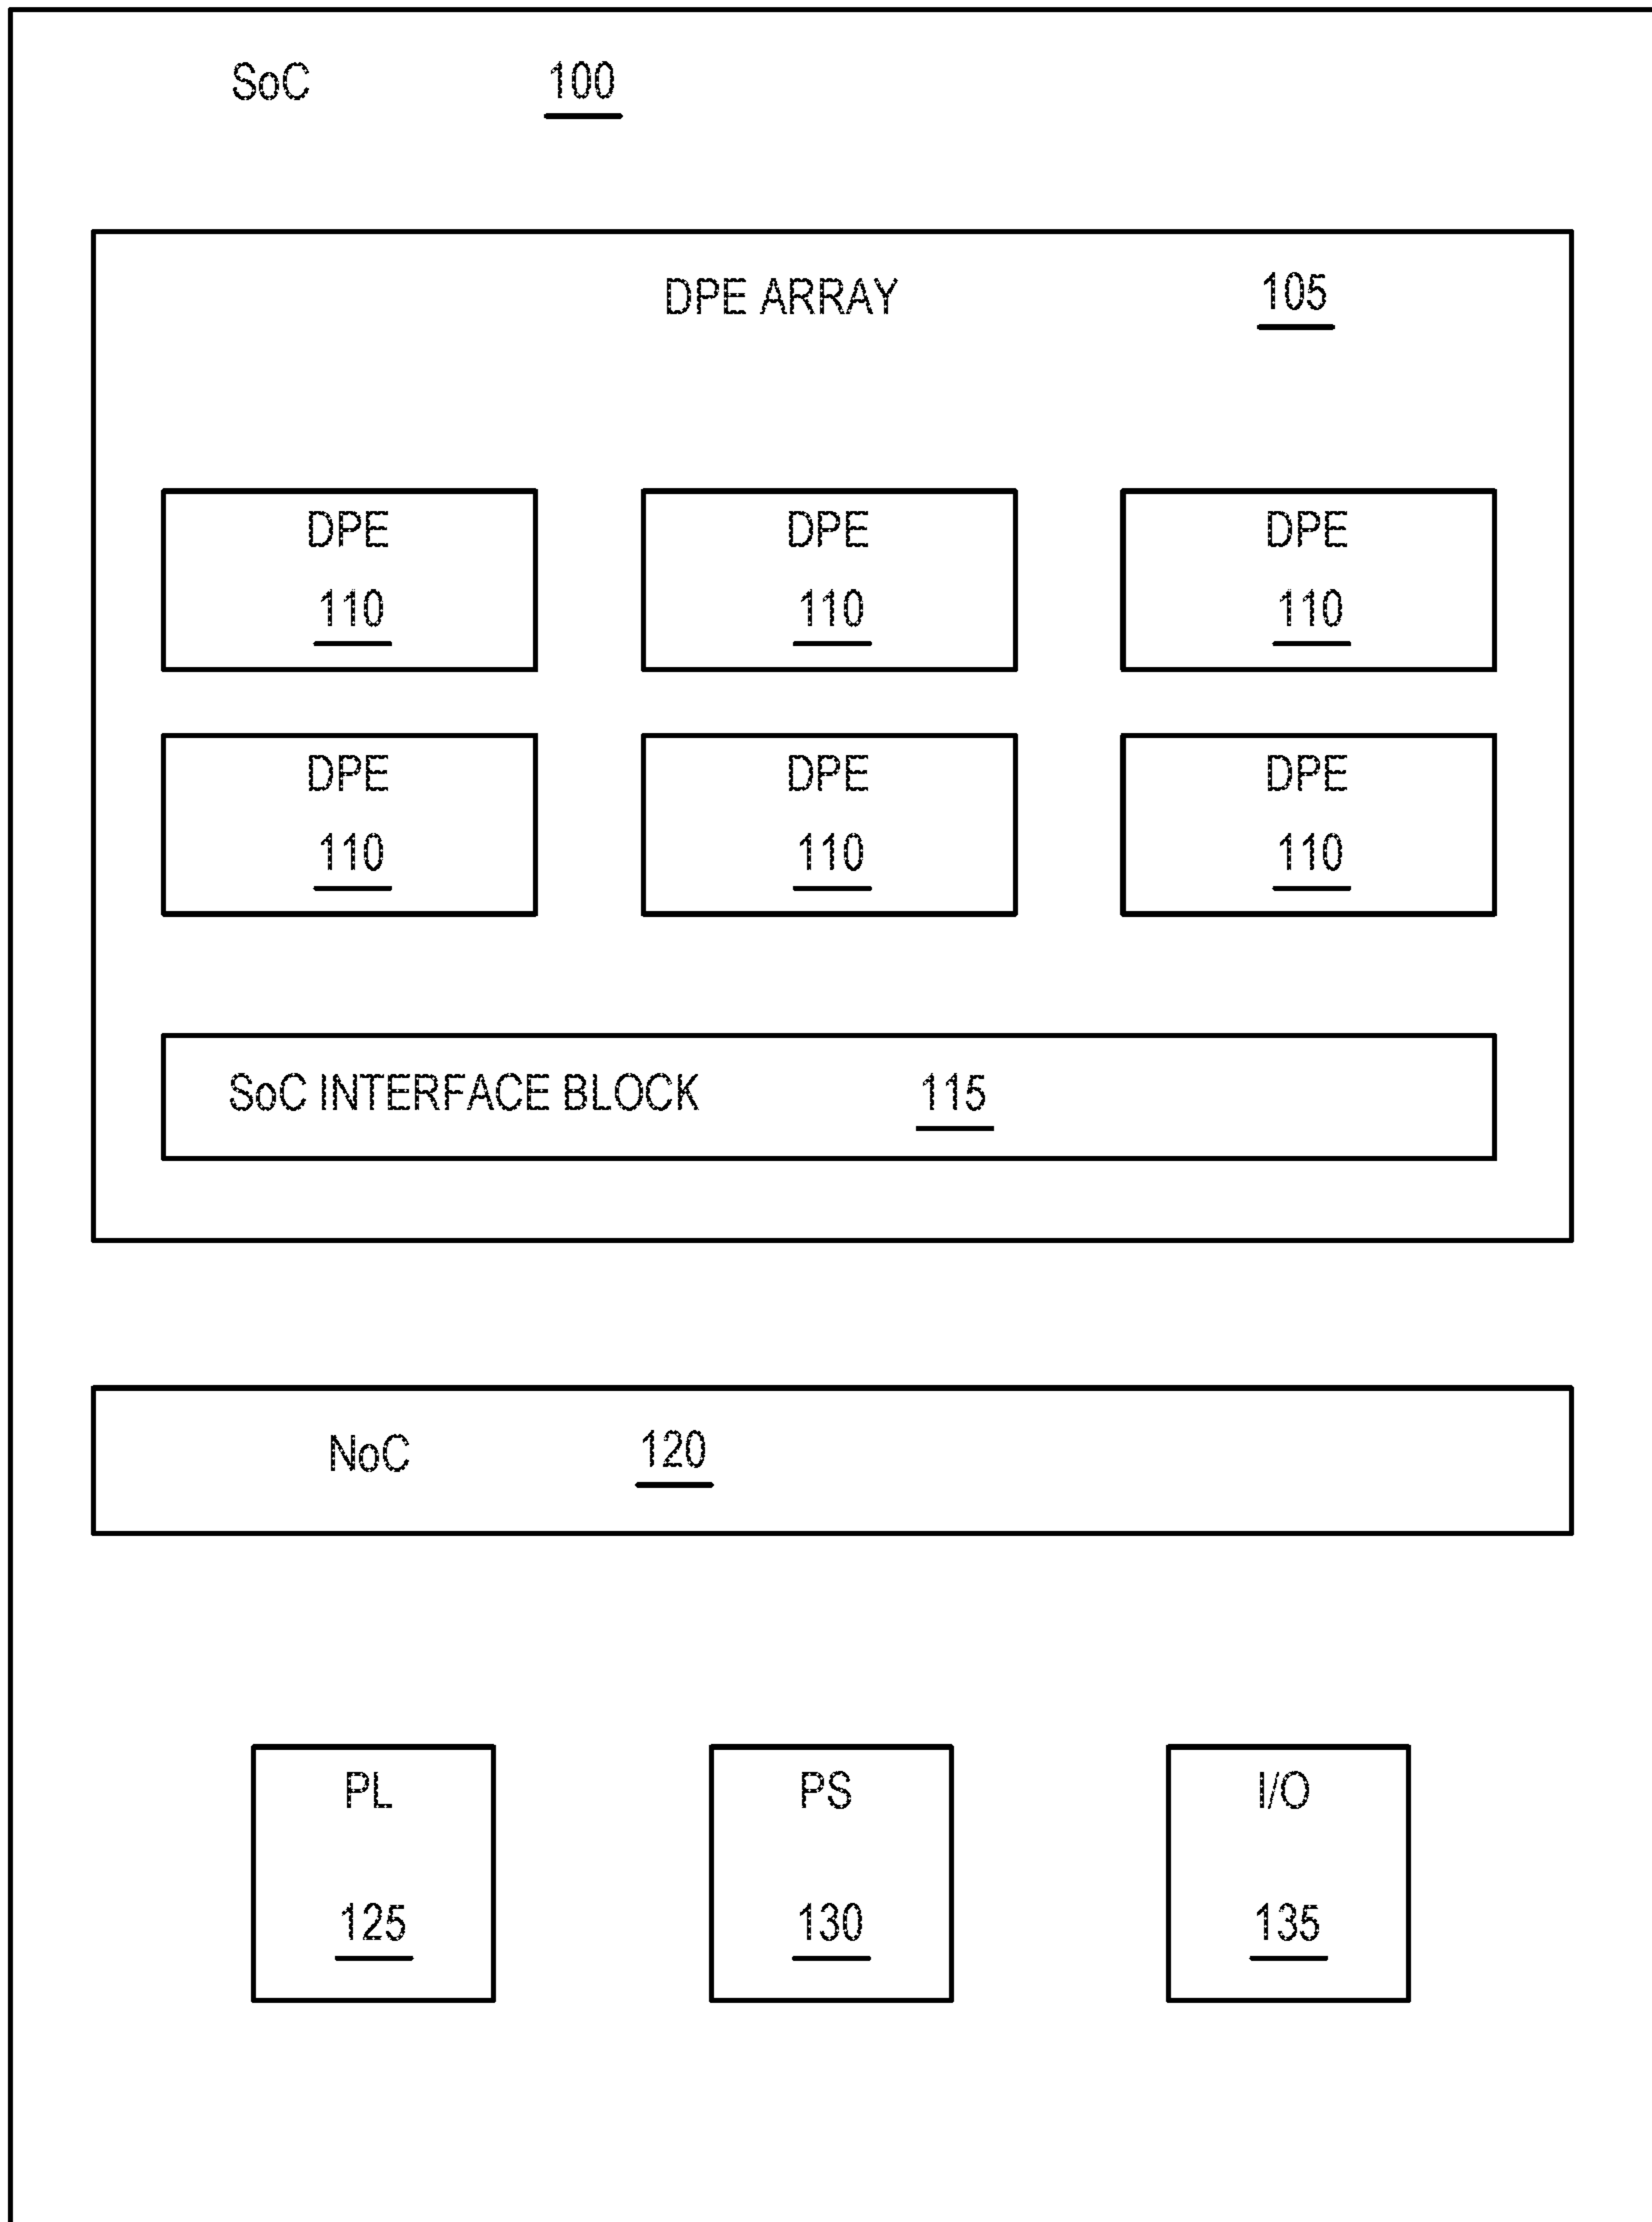 SoC 100
DPE ARRAY 105
DPE DPE DPE
110 110 110
DPE DPE DPE
110 110 110
SoC INTERFACE BLOCK 115
NoC 120
PL PS I/O
125 130 135